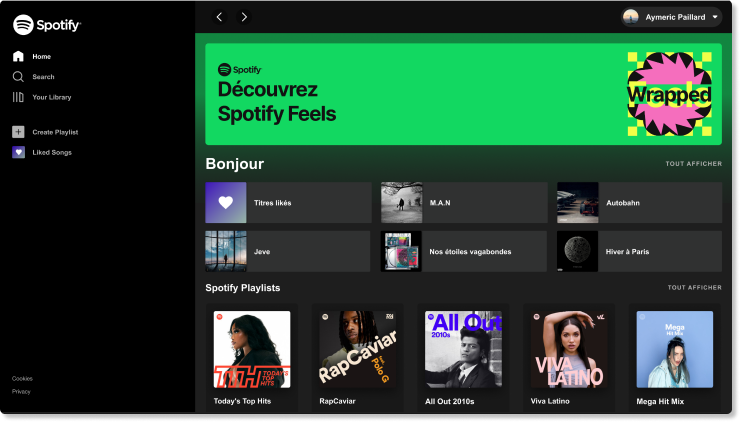 Spotify
Home
Search
Your Library
Create Playlist
Liked Songs
Cookies
Privacy
Aymeric Paillard
Spotify
Découvrez
Spotify Feels
Wrapped
Bonjour
TOUT AFFICHER
Titres likés
M.A.N
Autobahn
Jeve
Nos étoiles vagabondes
Hiver à Paris
Spotify Playlists
TOUT AFFICHER
TTH TODAY'S
TOP
HITS
Today's Top Hits
RapCaviar
feat.
Polo G
RapCaviar
All Out
2010s
All Out 2010s
VIVA
LATINO
Viva Latino
Mega
Hit Mix
Mega Hit Mix